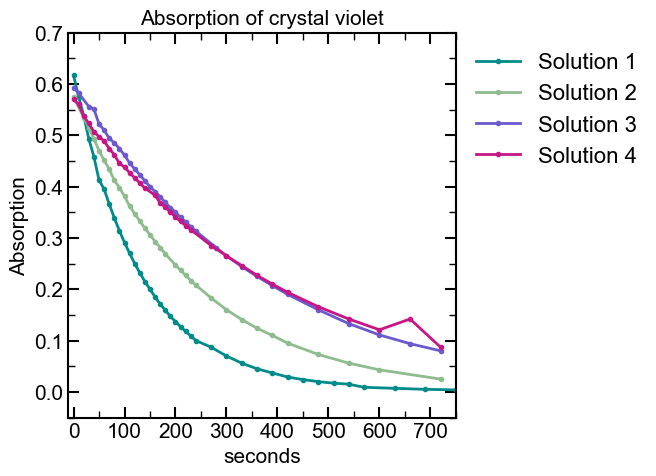 Absorption of crystal violet
0.7
0.6
0.5
0.4
0.3
0.2
0.1
0.0
Absorption
0 100 200 300 400 500 600 700
seconds
Solution 1
Solution 2
Solution 3
Solution 4